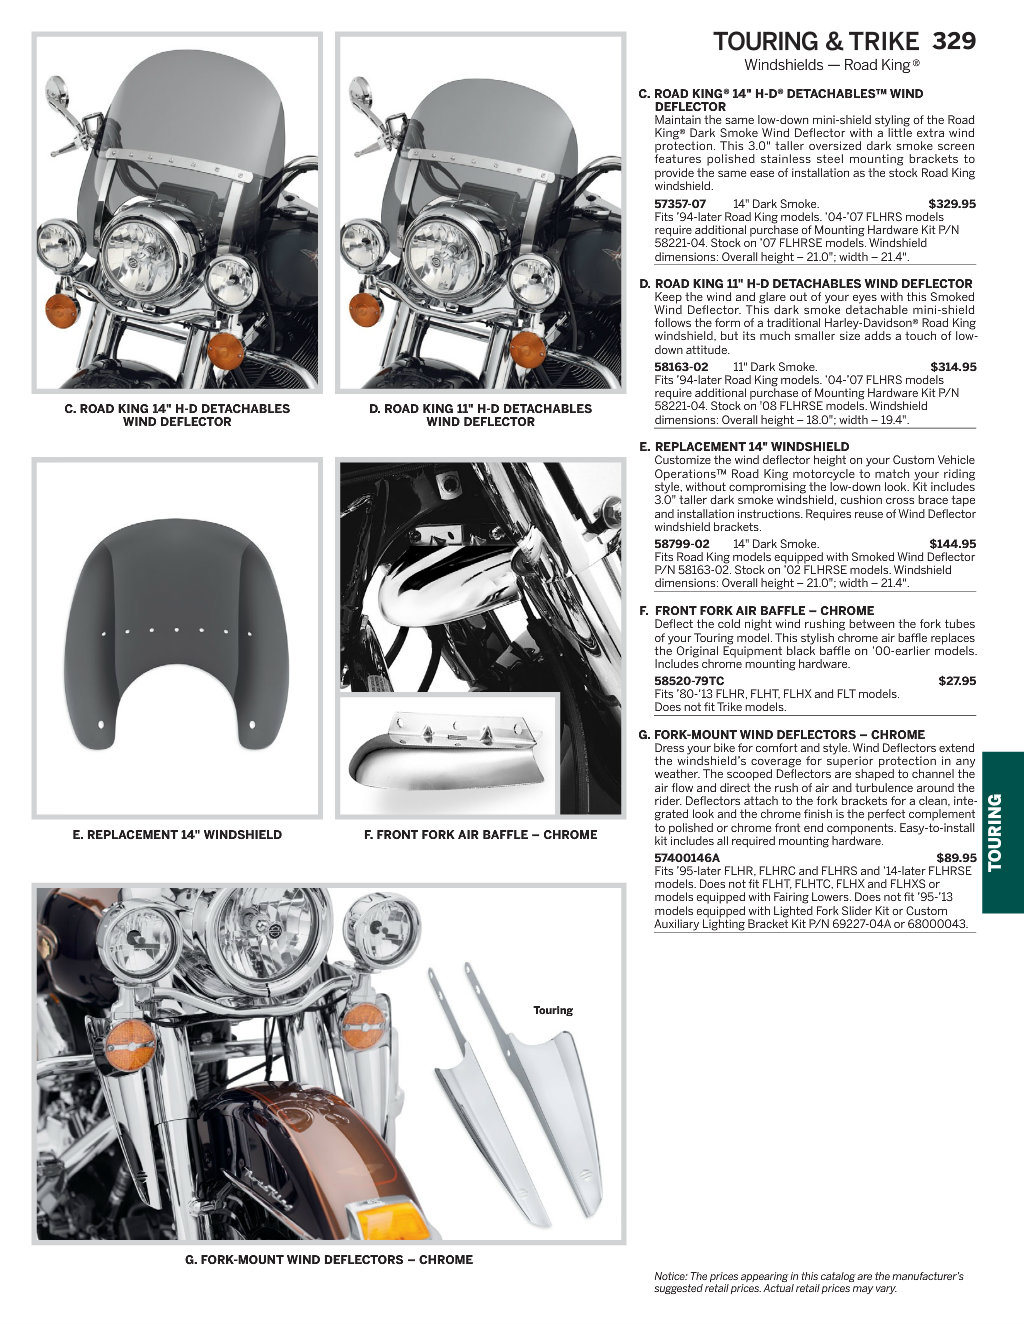 TOURING & TRIKE 329
Windshields — Road King®
C. ROAD KING® 14" H-D® DETACHABLES™ WIND
DEFLECTOR
Maintain the same low-down mini-shield styling of the Road
King® Dark Smoke Wind Deflector with a little extra wind
protection. This 3.0" taller oversized dark smoke screen
features polished stainless steel mounting brackets to
provide the same ease of installation as the stock Road King
windshield.
57357-07 14" Dark Smoke. $329.95
Fits ’94-later Road King models. ’04-’07 FLHRS models
require additional purchase of Mounting Hardware Kit P/N
58221-04. Stock on ’07 FLHRSE models. Windshield
dimensions: Overall height – 21.0"; width – 21.4".
D. ROAD KING 11" H-D DETACHABLES WIND DEFLECTOR
Keep the wind and glare out of your eyes with this Smoked
Wind Deflector. This dark smoke detachable mini-shield
follows the form of a traditional Harley-Davidson® Road King
windshield, but its much smaller size adds a touch of low-
down attitude.
58163-02 11" Dark Smoke. $314.95
Fits ’94-later Road King models. ’04-’07 FLHRS models
require additional purchase of Mounting Hardware Kit P/N
58221-04. Stock on ’08 FLHRSE models. Windshield
dimensions: Overall height – 18.0"; width – 19.4".
E. REPLACEMENT 14" WINDSHIELD
Customize the wind deflector height on your Custom Vehicle
Operations™ Road King motorcycle to match your riding
style, without compromising the low-down look. Kit includes
3.0" taller dark smoke windshield, cushion cross brace tape
and installation instructions. Requires reuse of Wind Deflector
windshield brackets.
58799-02 14" Dark Smoke. $144.95
Fits Road King models equipped with Smoked Wind Deflector
P/N 58163-02. Stock on ’02 FLHRSE models. Windshield
dimensions: Overall height – 21.0"; width – 21.4".
F. FRONT FORK AIR BAFFLE – CHROME
Deflect the cold night wind rushing between the fork tubes
of your Touring model. This stylish chrome air baffle replaces
the Original Equipment black baffle on ’00-earlier models.
Includes chrome mounting hardware.
58520-79TC $27.95
Fits ’80-’13 FLHR, FLHT, FLHX and FLT models.
Does not fit Trike models.
G. FORK-MOUNT WIND DEFLECTORS – CHROME
Dress your bike for comfort and style. Wind Deflectors extend
the windshield’s coverage for superior protection in any
weather. The scooped Deflectors are shaped to channel the
air flow and direct the rush of air and turbulence around the
rider. Deflectors attach to the fork brackets for a clean, inte-
grated look and the chrome finish is the perfect complement
to polished or chrome front end components. Easy-to-install
kit includes all required mounting hardware.
57400146A $89.95
Fits ’95-later FLHR, FLHRC and FLHRS and ’14-later FLHRSE
models. Does not fit FLHT, FLHTC, FLHX and FLHXS or
models equipped with Fairing Lowers. Does not fit ’95-’13
models equipped with Lighted Fork Slider Kit or Custom
Auxiliary Lighting Bracket Kit P/N 69227-04A or 68000043.
C. ROAD KING 14" H-D DETACHABLES
WIND DEFLECTOR
D. ROAD KING 11" H-D DETACHABLES
WIND DEFLECTOR
E. REPLACEMENT 14" WINDSHIELD
F. FRONT FORK AIR BAFFLE – CHROME
Touring
G. FORK-MOUNT WIND DEFLECTORS – CHROME
TOURING
Notice: The prices appearing in this catalog are the manufacturer’s
suggested retail prices. Actual retail prices may vary.